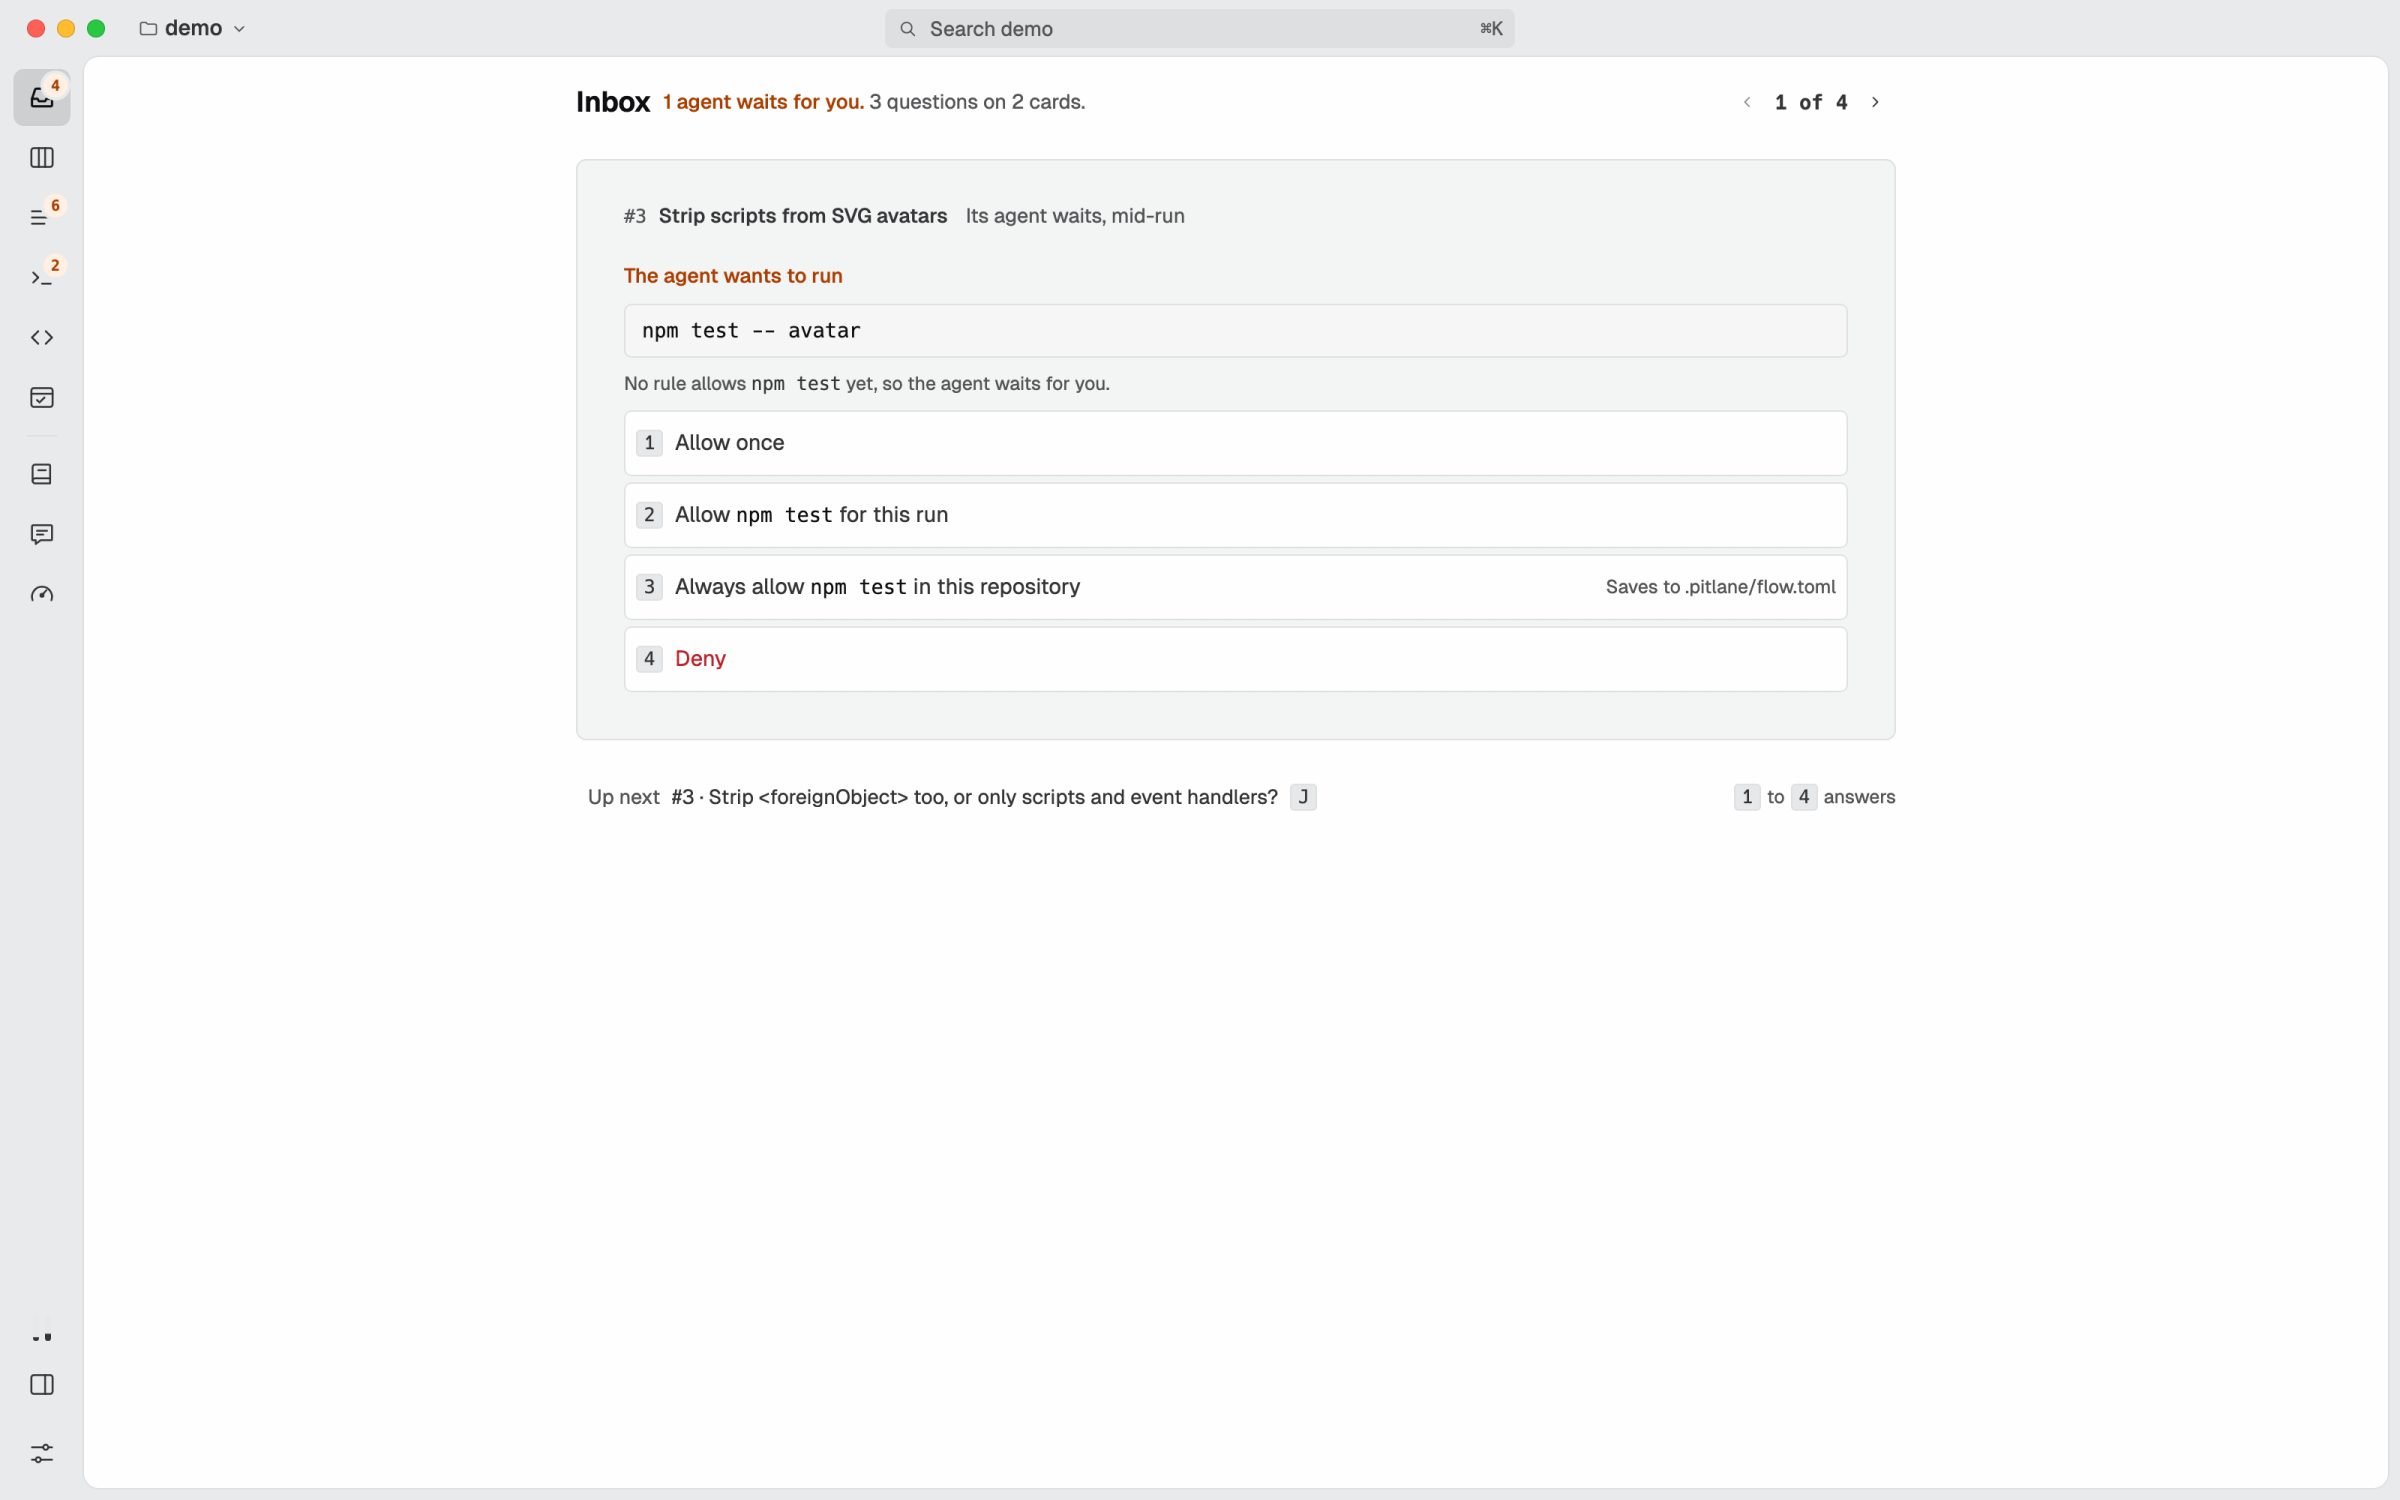 demo
Search demo
⌘K
4
6
2
Inbox 1 agent waits for you. 3 questions on 2 cards.
1 of 4
#3 Strip scripts from SVG avatars Its agent waits, mid-run
The agent wants to run
npm test -- avatar
No rule allows npm test yet, so the agent waits for you.
1 Allow once
2 Allow npm test for this run
3 Always allow npm test in this repository Saves to .pitlane/flow.toml
4 Deny
Up next #3 · Strip <foreignObject> too, or only scripts and event handlers? J
1 to 4 answers